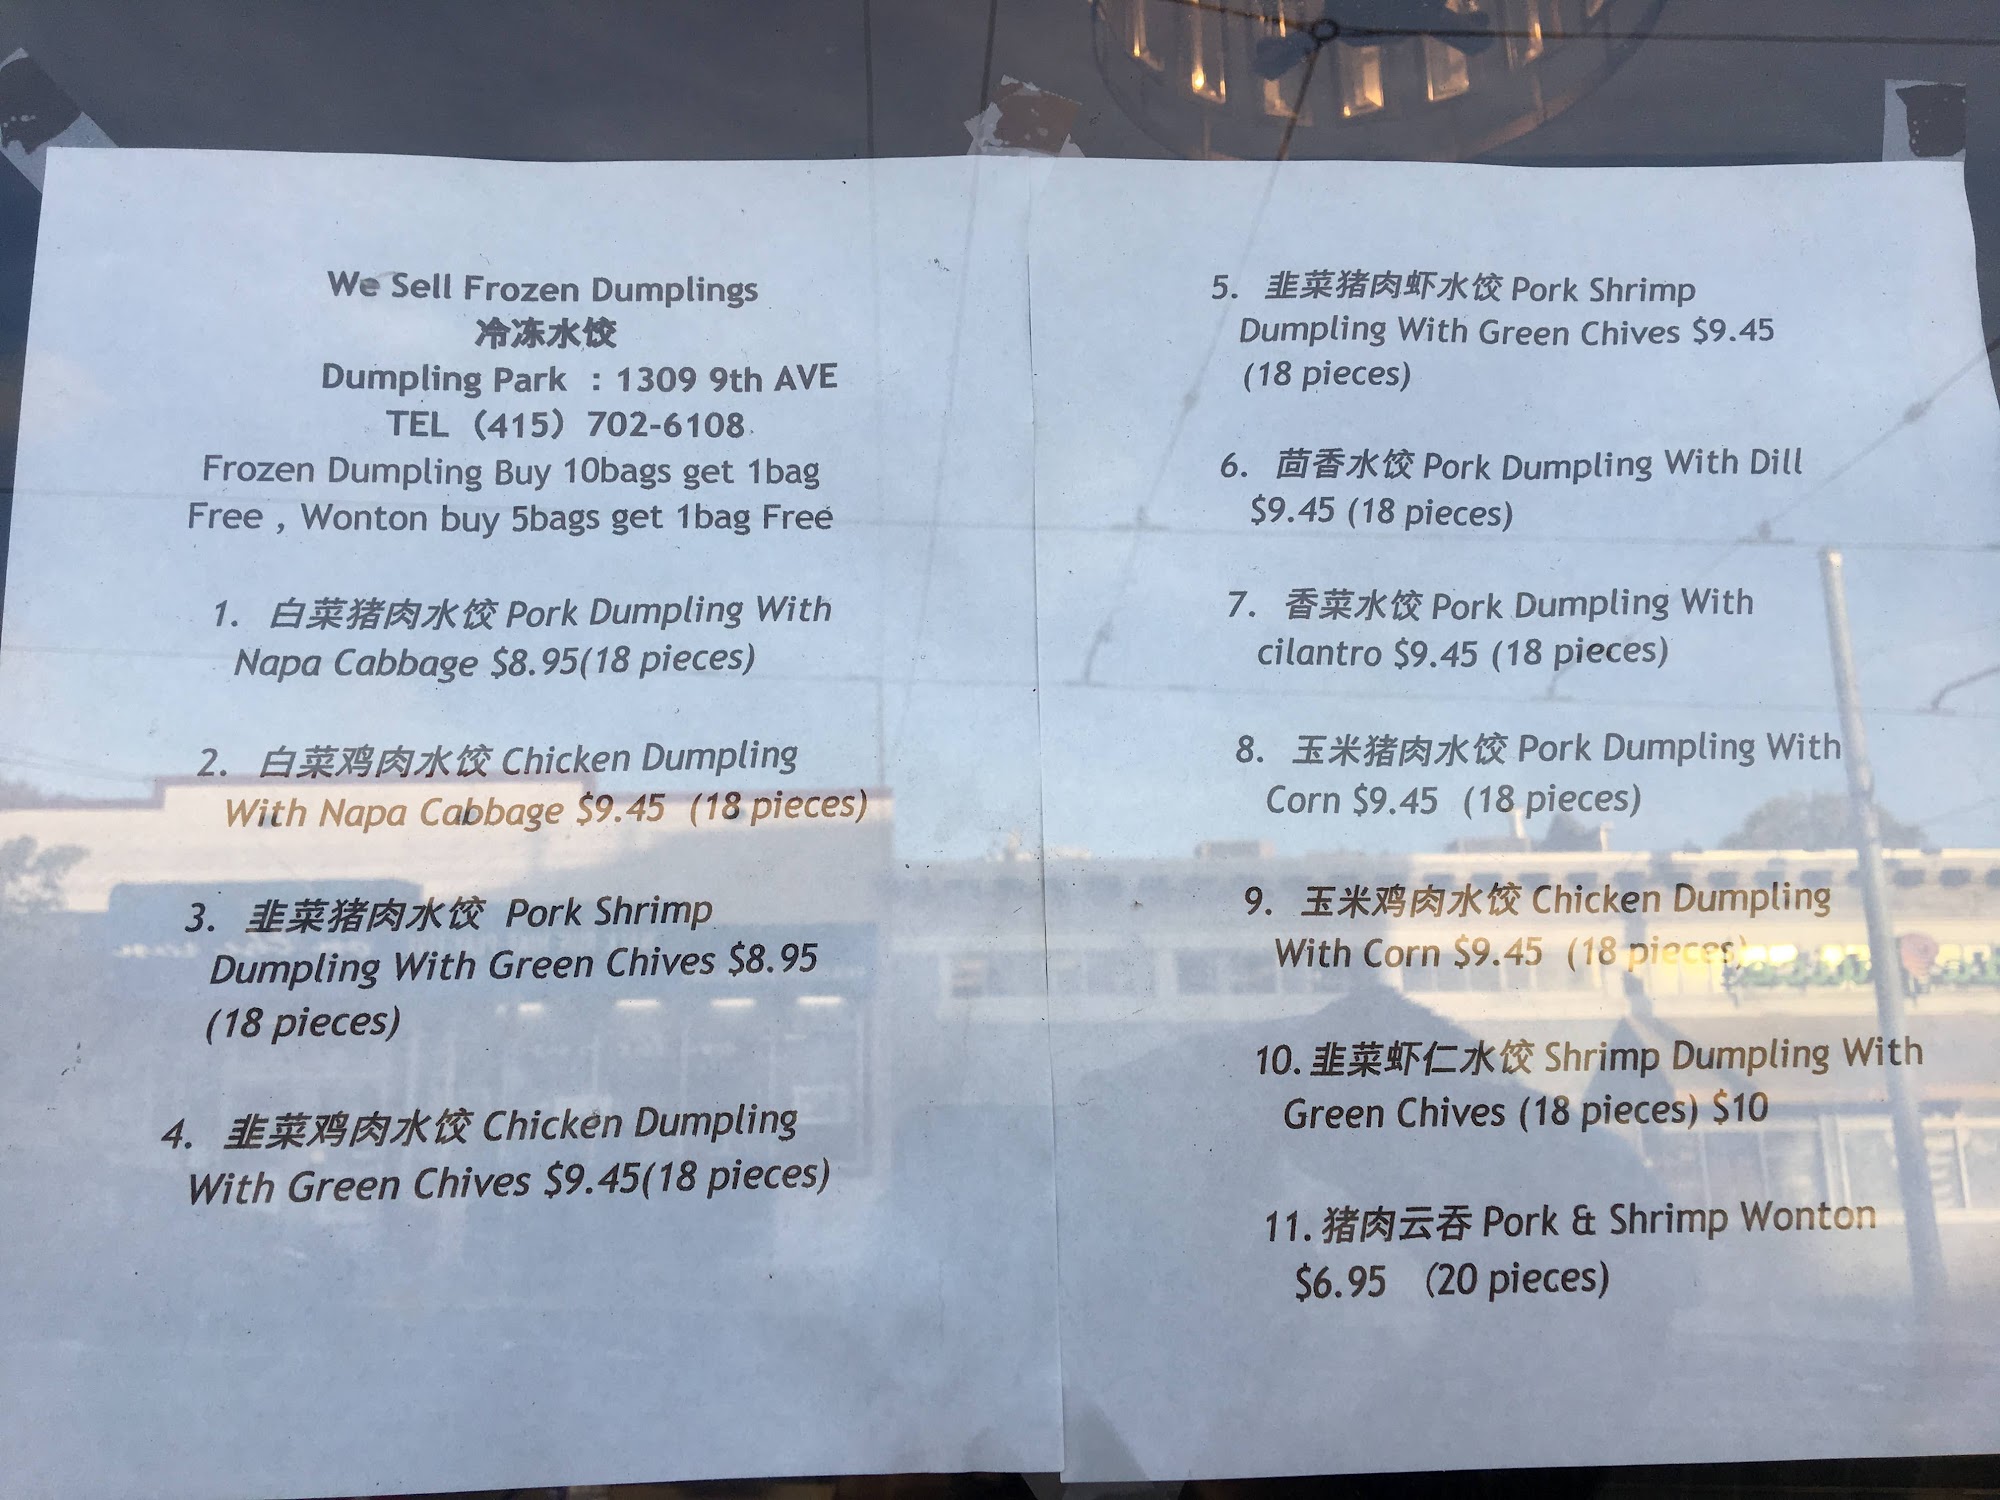 We Sell Frozen Dumplings
冷冻水饺
Dumpling Park : 1309 9th AVE
TEL（415）702-6108
Frozen Dumpling Buy 10bags get 1bag
Free , Wonton buy 5bags get 1bag Free
1. 白菜猪肉水饺 Pork Dumpling With
Napa Cabbage $8.95(18 pieces)
2. 白菜鸡肉水饺 Chicken Dumpling
With Napa Cabbage $9.45 (18 pieces)
3. 韭菜猪肉水饺 Pork Shrimp
Dumpling With Green Chives $8.95
(18 pieces)
4. 韭菜鸡肉水饺 Chicken Dumpling
With Green Chives $9.45(18 pieces)
5. 韭菜猪肉虾水饺 Pork Shrimp
Dumpling With Green Chives $9.45
(18 pieces)
6. 茴香水饺 Pork Dumpling With Dill
$9.45 (18 pieces)
7. 香菜水饺 Pork Dumpling With
cilantro $9.45 (18 pieces)
8. 玉米猪肉水饺 Pork Dumpling With
Corn $9.45 (18 pieces)
9. 玉米鸡肉水饺 Chicken Dumpling
With Corn $9.45 (18 pieces)
10. 韭菜虾仁水饺 Shrimp Dumpling With
Green Chives (18 pieces) $10
11. 猪肉云吞 Pork & Shrimp Wonton
$6.95 (20 pieces)